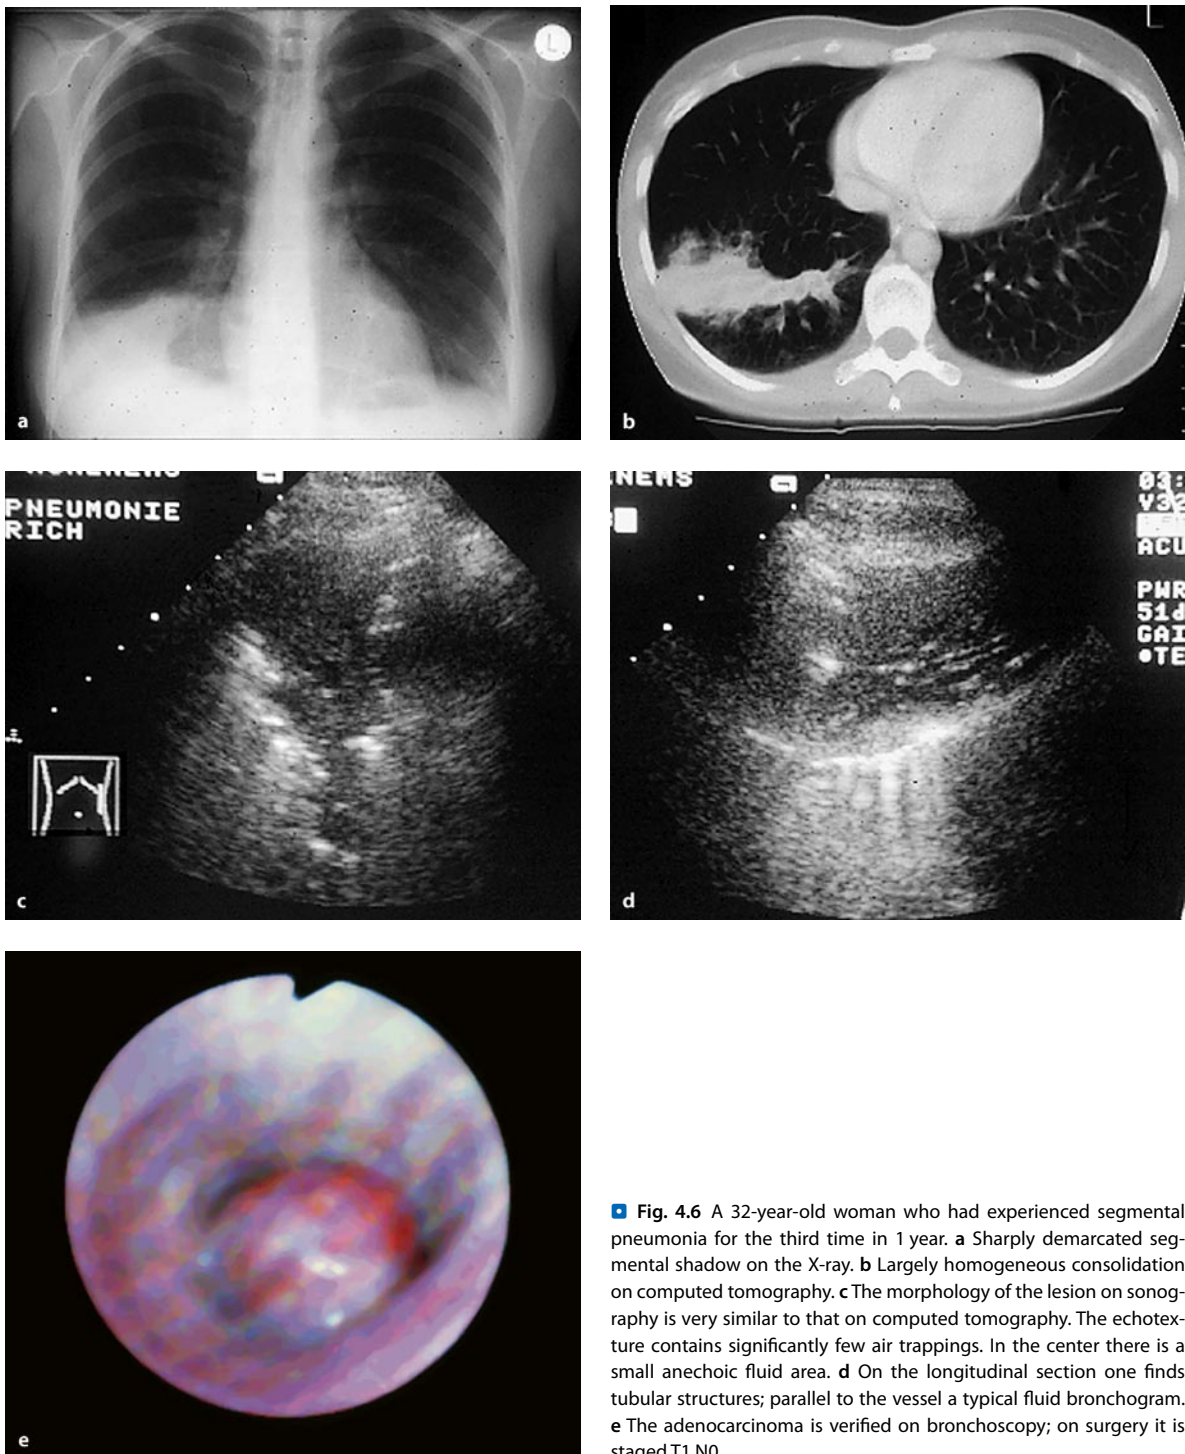 L
a
L
b
PNEUMONIE
RICH
c
NEMS
03:
V32
ACU
PWR
51d
GAI
•TE
d
e
Fig. 4.6 A 32-year-old woman who had experienced segmental
pneumonia for the third time in 1 year. a Sharply demarcated seg-
mental shadow on the X-ray. b Largely homogeneous consolidation
on computed tomography. c The morphology of the lesion on sonog-
raphy is very similar to that on computed tomography. The echotex-
ture contains significantly few air trappings. In the center there is a
small anechoic fluid area. d On the longitudinal section one finds
tubular structures; parallel to the vessel a typical fluid bronchogram.
e The adenocarcinoma is verified on bronchoscopy; on surgery it is
staged T1 N0